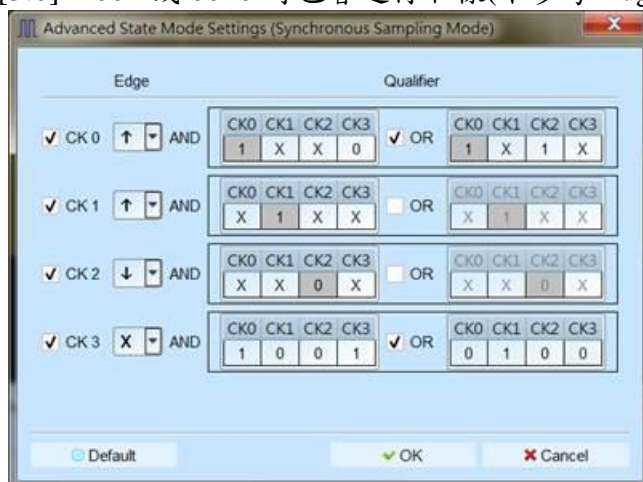 Advanced State Mode Settings (Synchronous Sampling Mode)
Edge Qualifier
CK0 CK1 CK2 CK3 CK0 CK1 CK2 CK3
CK 0 ↑ AND 1 X X 0 OR 1 X 1 X
CK0 CK1 CK2 CK3 CK0 CK1 CK2 CK3
CK 1 ↑ AND X 1 X X OR X 1 X X
CK0 CK1 CK2 CK3 CK0 CK1 CK2 CK3
CK 2 ↓ AND X X 0 X OR X X 0 X
CK0 CK1 CK2 CK3 CK0 CK1 CK2 CK3
CK 3 X AND 1 0 0 1 OR 0 1 0 0
Default OK Cancel